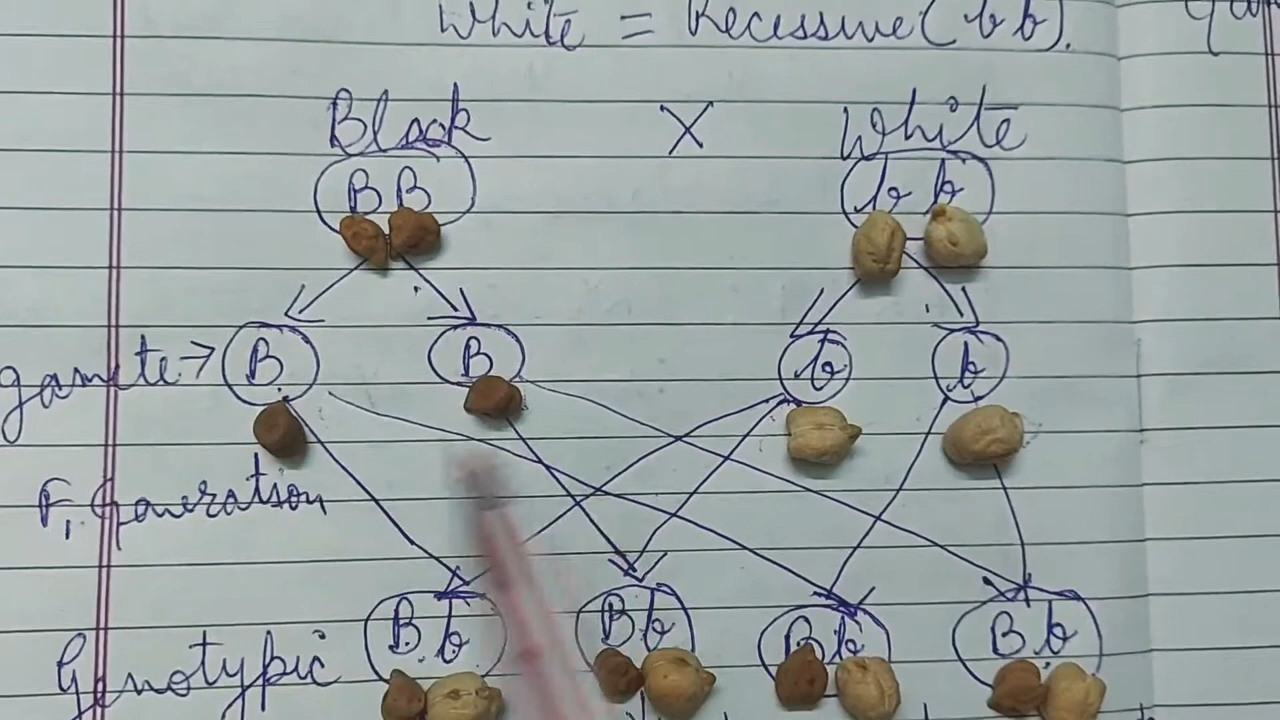 White = Recessive (bb).
Black X White
BB bb
gamete → B B b b
F1 Generation
Genotypic Bb Bb Bb Bb